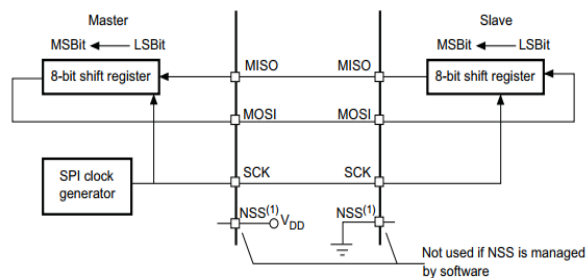 Master
Slave
MSBit LSBit
MSBit LSBit
8-bit shift register
MISO
MISO
8-bit shift register
MOSI
MOSI
SPI clock
generator
SCK
SCK
NSS(1)
VDD
NSS(1)
Not used if NSS is managed
by software